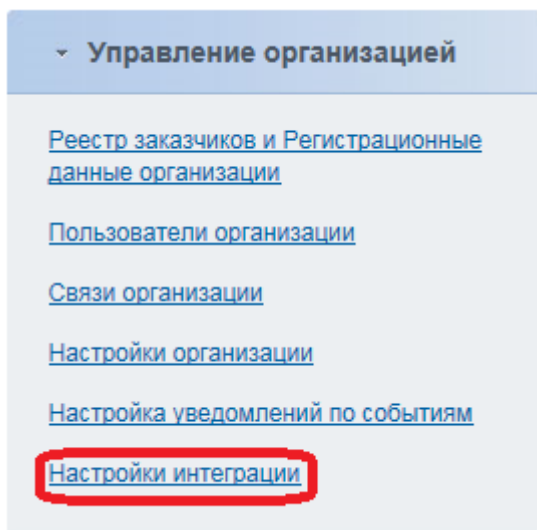 Управление организацией
Реестр заказчиков и Регистрационные
данные организации
Пользователи организации
Связи организации
Настройки организации
Настройка уведомлений по событиям
Настройки интеграции